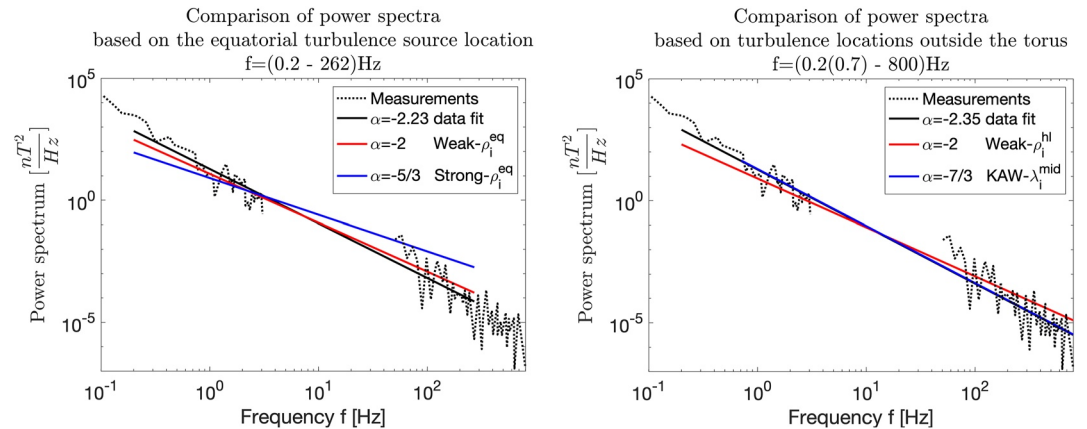 Comparison of power spectra
based on the equatorial turbulence source location
f=(0.2 - 262)Hz
10^5
10^0
10^-5
Power spectrum [nT^2/Hz]
Measurements
α=-2.23 data fit
α=-2 Weak-ρ_i^eq
α=-5/3 Strong-ρ_i^eq
10^-1
10^0
10^1
10^2
Frequency f [Hz]
Comparison of power spectra
based on turbulence locations outside the torus
f=(0.2(0.7) - 800)Hz
10^5
10^0
10^-5
Power spectrum [nT^2/Hz]
Measurements
α=-2.35 data fit
α=-2 Weak-ρ_i^hl
α=-7/3 KAW-λ_i^mid
10^-1
10^0
10^1
10^2
Frequency f [Hz]